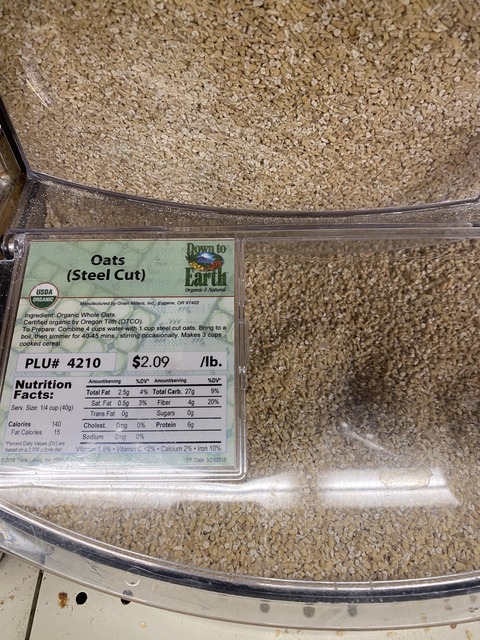 Oats
(Steel Cut)
Down to
Earth
Organic & Natural
USDA
ORGANIC
Manufactured by Grain Millers, Inc., Eugene, OR 97402
Ingredient: Organic Whole Oats.
Certified organic by Oregon Tilth (OTCO).
To Prepare: Combine 4 cups water with 1 cup steel cut oats. Bring to a
boil, then simmer for 40-45 mins., stirring occasionally. Makes 3 cups
cooked cereal.
PLU# 4210 $2.09 /lb.
Nutrition
Facts:
Serv. Size: 1/4 cup (40g)
Calories 140
Fat Calories 15
*Percent Daily Values (DV) are
based on a 2,000 calorie diet.
Amount/serving %DV* Amount/serving %DV*
Total Fat 2.5g 4% Total Carb. 27g 9%
Sat. Fat 0.5g 3% Fiber 4g 20%
Trans Fat 0g Sugars 0g
Cholest. 0mg 0% Protein 6g
Sodium 0mg 0%
Calcium 2% • Iron 10%